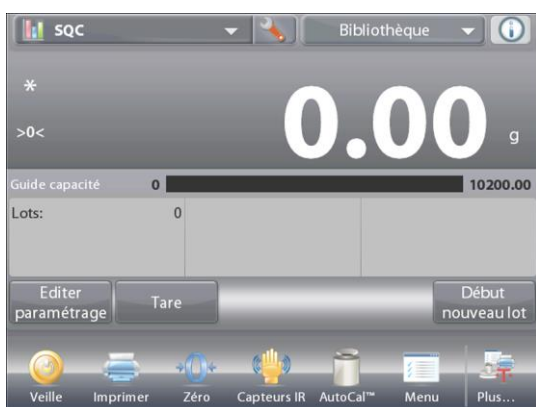 SQC Bibliothèque
*
>0< 0.00 g
Guide capacité 0 10200.00
Lots: 0
Editer paramétrage Tare Début nouveau lot
Veille Imprimer Zéro Capteurs IR AutoCal™ Menu Plus...